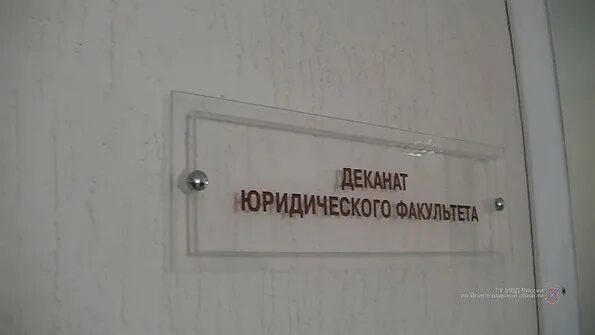 ДЕКАНАТ
ЮРИДИЧЕСКОГО ФАКУЛЬТЕТА
ГУ МВД России
по Волгоградской области